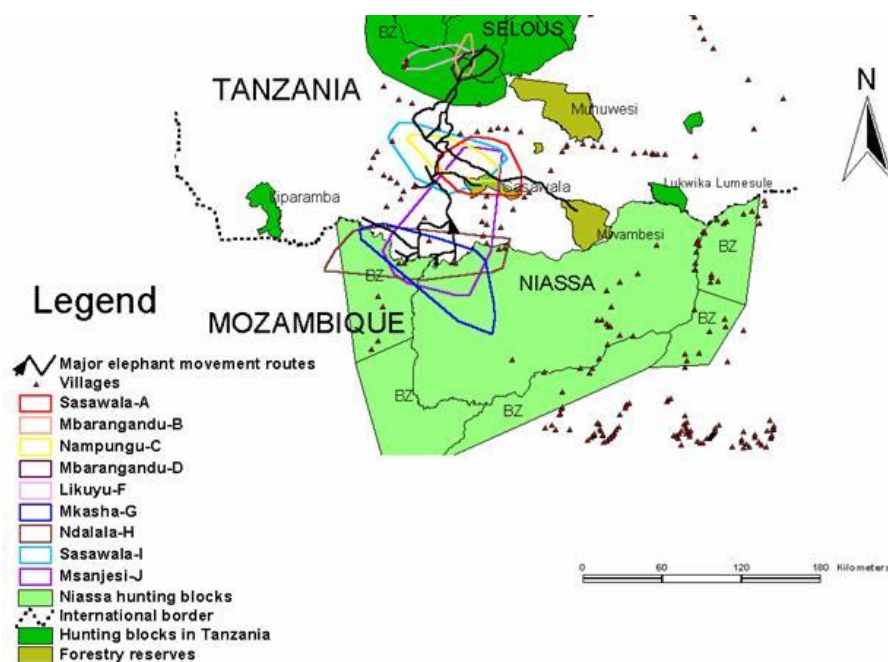 BZ
SELOUS
TANZANIA
N
Muhuwesi
Sasawala
Lukwika Lumesule
Kiparamba
Mwambesi
BZ
BZ
NIASSA
Legend
MOZAMBIQUE
BZ
BZ
BZ
Major elephant movement routes
Villages
Sasawala-A
Mbarangandu-B
Nampungu-C
Mbarangandu-D
Likuyu-F
Mkasha-G
Ndalala-H
Sasawala-I
Msanjesi-J
Niassa hunting blocks
International border
Hunting blocks in Tanzania
Forestry reserves
0 60 120 180 Kilometers